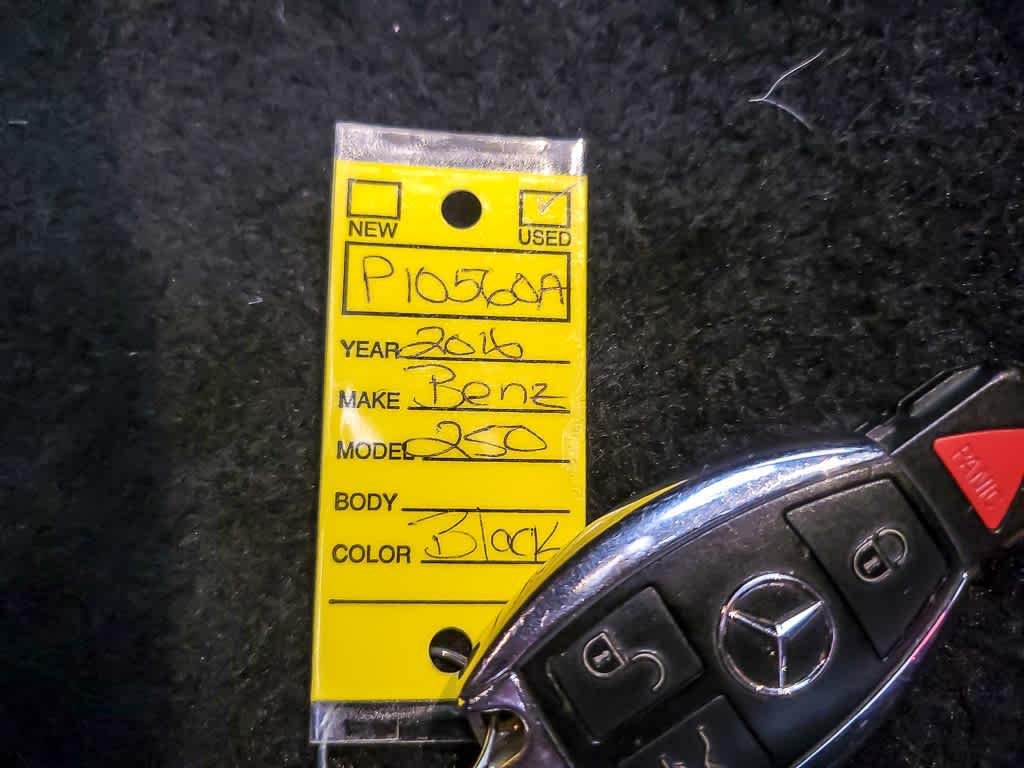 NEW USED
P10560A
YEAR 2016
MAKE Benz
MODEL 250
BODY
COLOR Black
PANIC